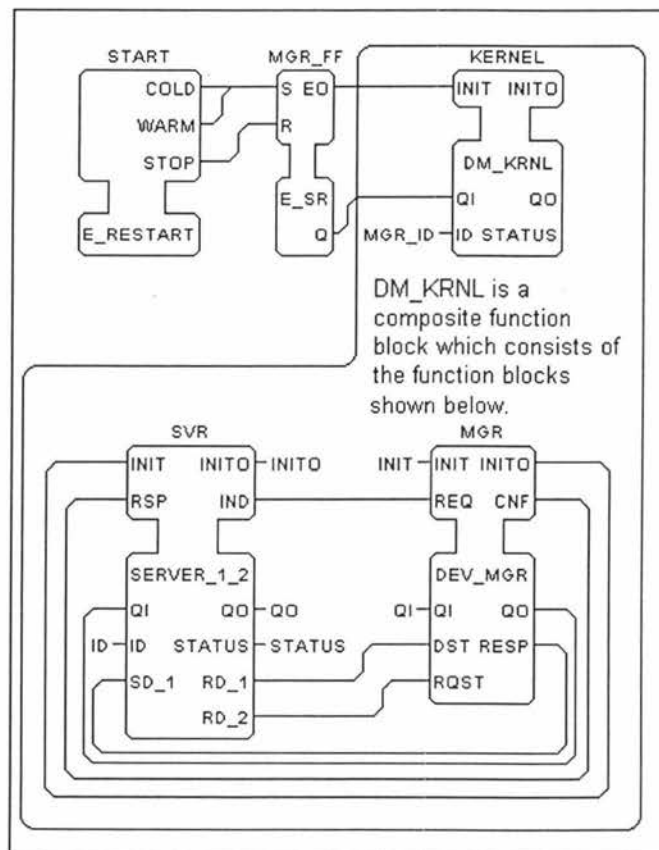 START MGR_FF KERNEL
COLD S EO INIT INITO
WARM R
STOP DM_KRNL
E_SR QI QO
E_RESTART Q MGR_ID ID STATUS
DM_KRNL is a
composite function
block which consists of
the function blocks
shown below.
SVR MGR
INIT INITO INITO INIT INIT INITO
RSP IND REQ CNF
SERVER_1_2 DEV_MGR
QI QO QO QI QI QO
ID ID STATUS STATUS DST RESP
SD_1 RD_1 RQST
RD_2